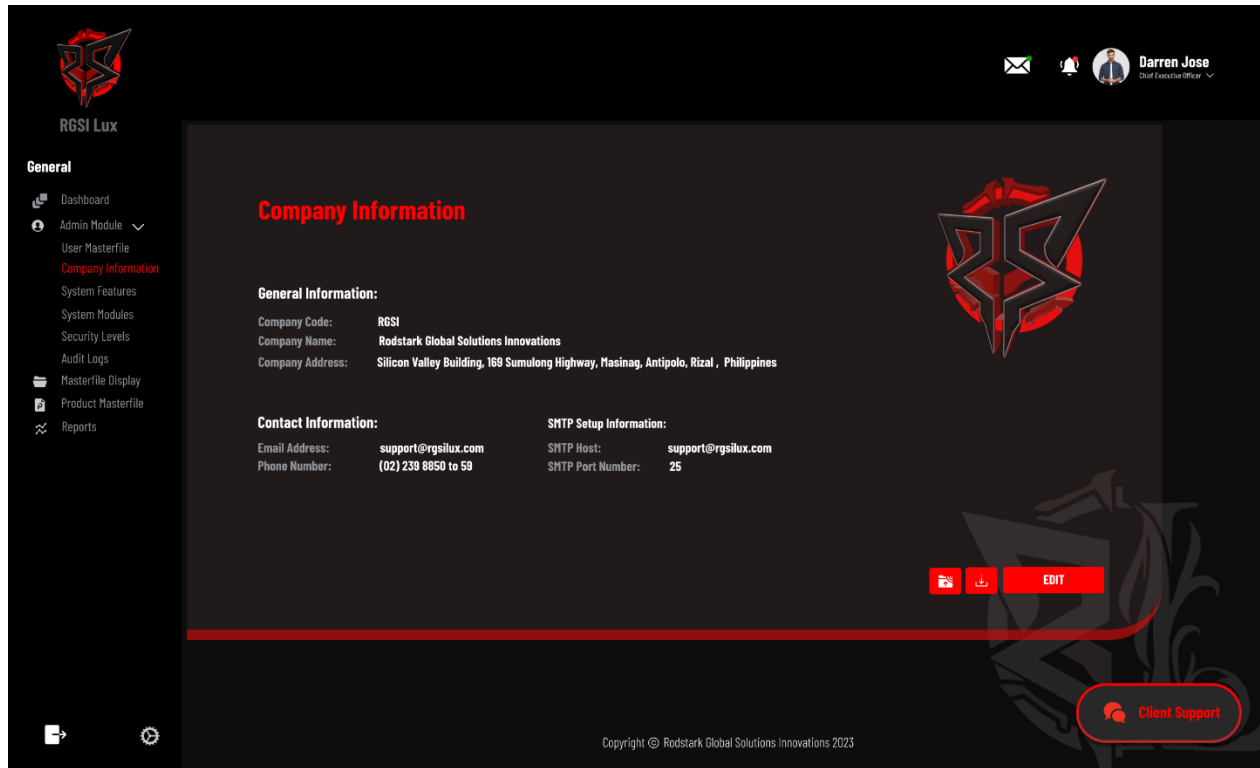 RGSI Lux
Darren Jose
Chief Executive Officer
General
Dashboard
Admin Module
User Masterfile
Company Information
System Features
System Modules
Security Levels
Audit Logs
Masterfile Display
Product Masterfile
Reports
Company Information
General Information:
Company Code: RGSI
Company Name: Rodstark Global Solutions Innovations
Company Address: Silicon Valley Building, 169 Sumulong Highway, Masinag, Antipolo, Rizal , Philippines
Contact Information: SMTP Setup Information:
Email Address: support@rgsilux.com SMTP Host: support@rgsilux.com
Phone Number: (02) 239 8850 to 59 SMTP Port Number: 25
EDIT
Client Support
Copyright © Rodstark Global Solutions Innovations 2023